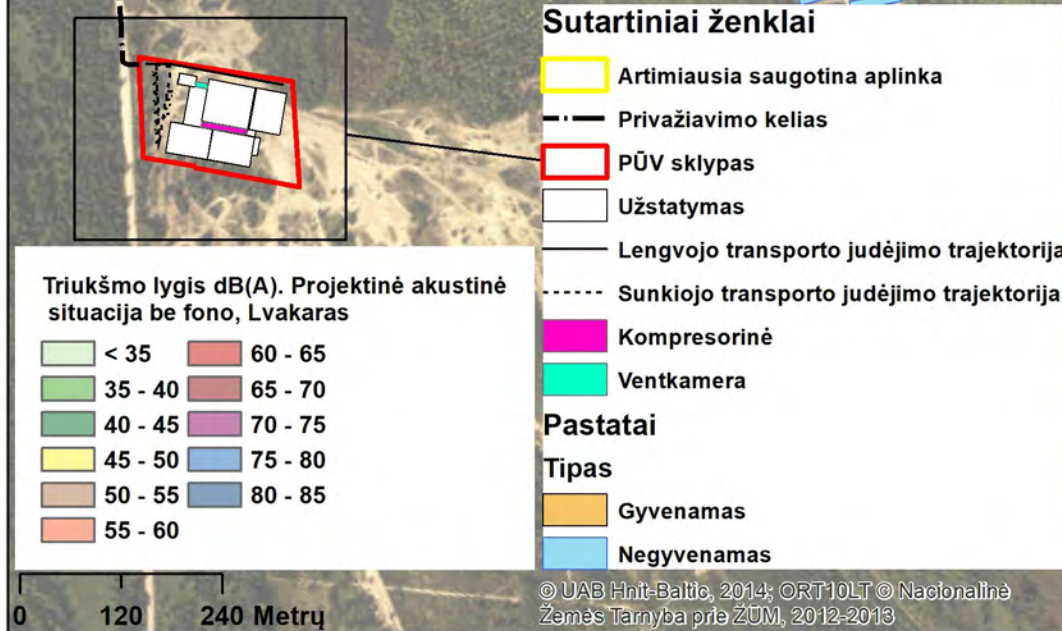 Sutartiniai ženklai
Artimiausia saugotina aplinka
Privažiavimo kelias
PŪV sklypas
Užstatymas
Lengvojo transporto judėjimo trajektorija
Sunkiojo transporto judėjimo trajektorija
Kompresorinė
Ventkamera
Pastatai
Tipas
Gyvenamas
Negyvenamas
Triukšmo lygis dB(A). Projektinė akustinė
situacija be fono, Lvakaras
< 35
35 - 40
40 - 45
45 - 50
50 - 55
55 - 60
60 - 65
65 - 70
70 - 75
75 - 80
80 - 85
0 120 240 Metrų
© UAB Hnit-Baltic, 2014; ORT10LT © Nacionalinė
Žemės Tarnyba prie ŽŪM, 2012-2013